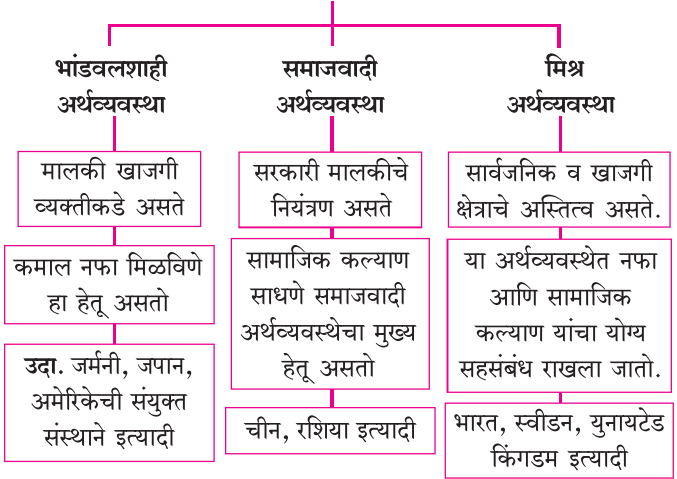 भांडवलशाही
अर्थव्यवस्था
मालकी खाजगी
व्यक्तीकडे असते
कमाल नफा मिळविणे
हा हेतू असतो
उदा. जर्मनी, जपान,
अमेरिकेची संयुक्त
संस्थाने इत्यादी
समाजवादी
अर्थव्यवस्था
सरकारी मालकीचे
नियंत्रण असते
सामाजिक कल्याण
साधणे समाजवादी
अर्थव्यवस्थेचा मुख्य
हेतू असतो
चीन, रशिया इत्यादी
मिश्र
अर्थव्यवस्था
सार्वजनिक व खाजगी
क्षेत्राचे अस्तित्व असते.
या अर्थव्यवस्थेत नफा
आणि सामाजिक
कल्याण यांचा योग्य
सहसंबंध राखला जातो.
भारत, स्वीडन, युनायटेड
किंगडम इत्यादी